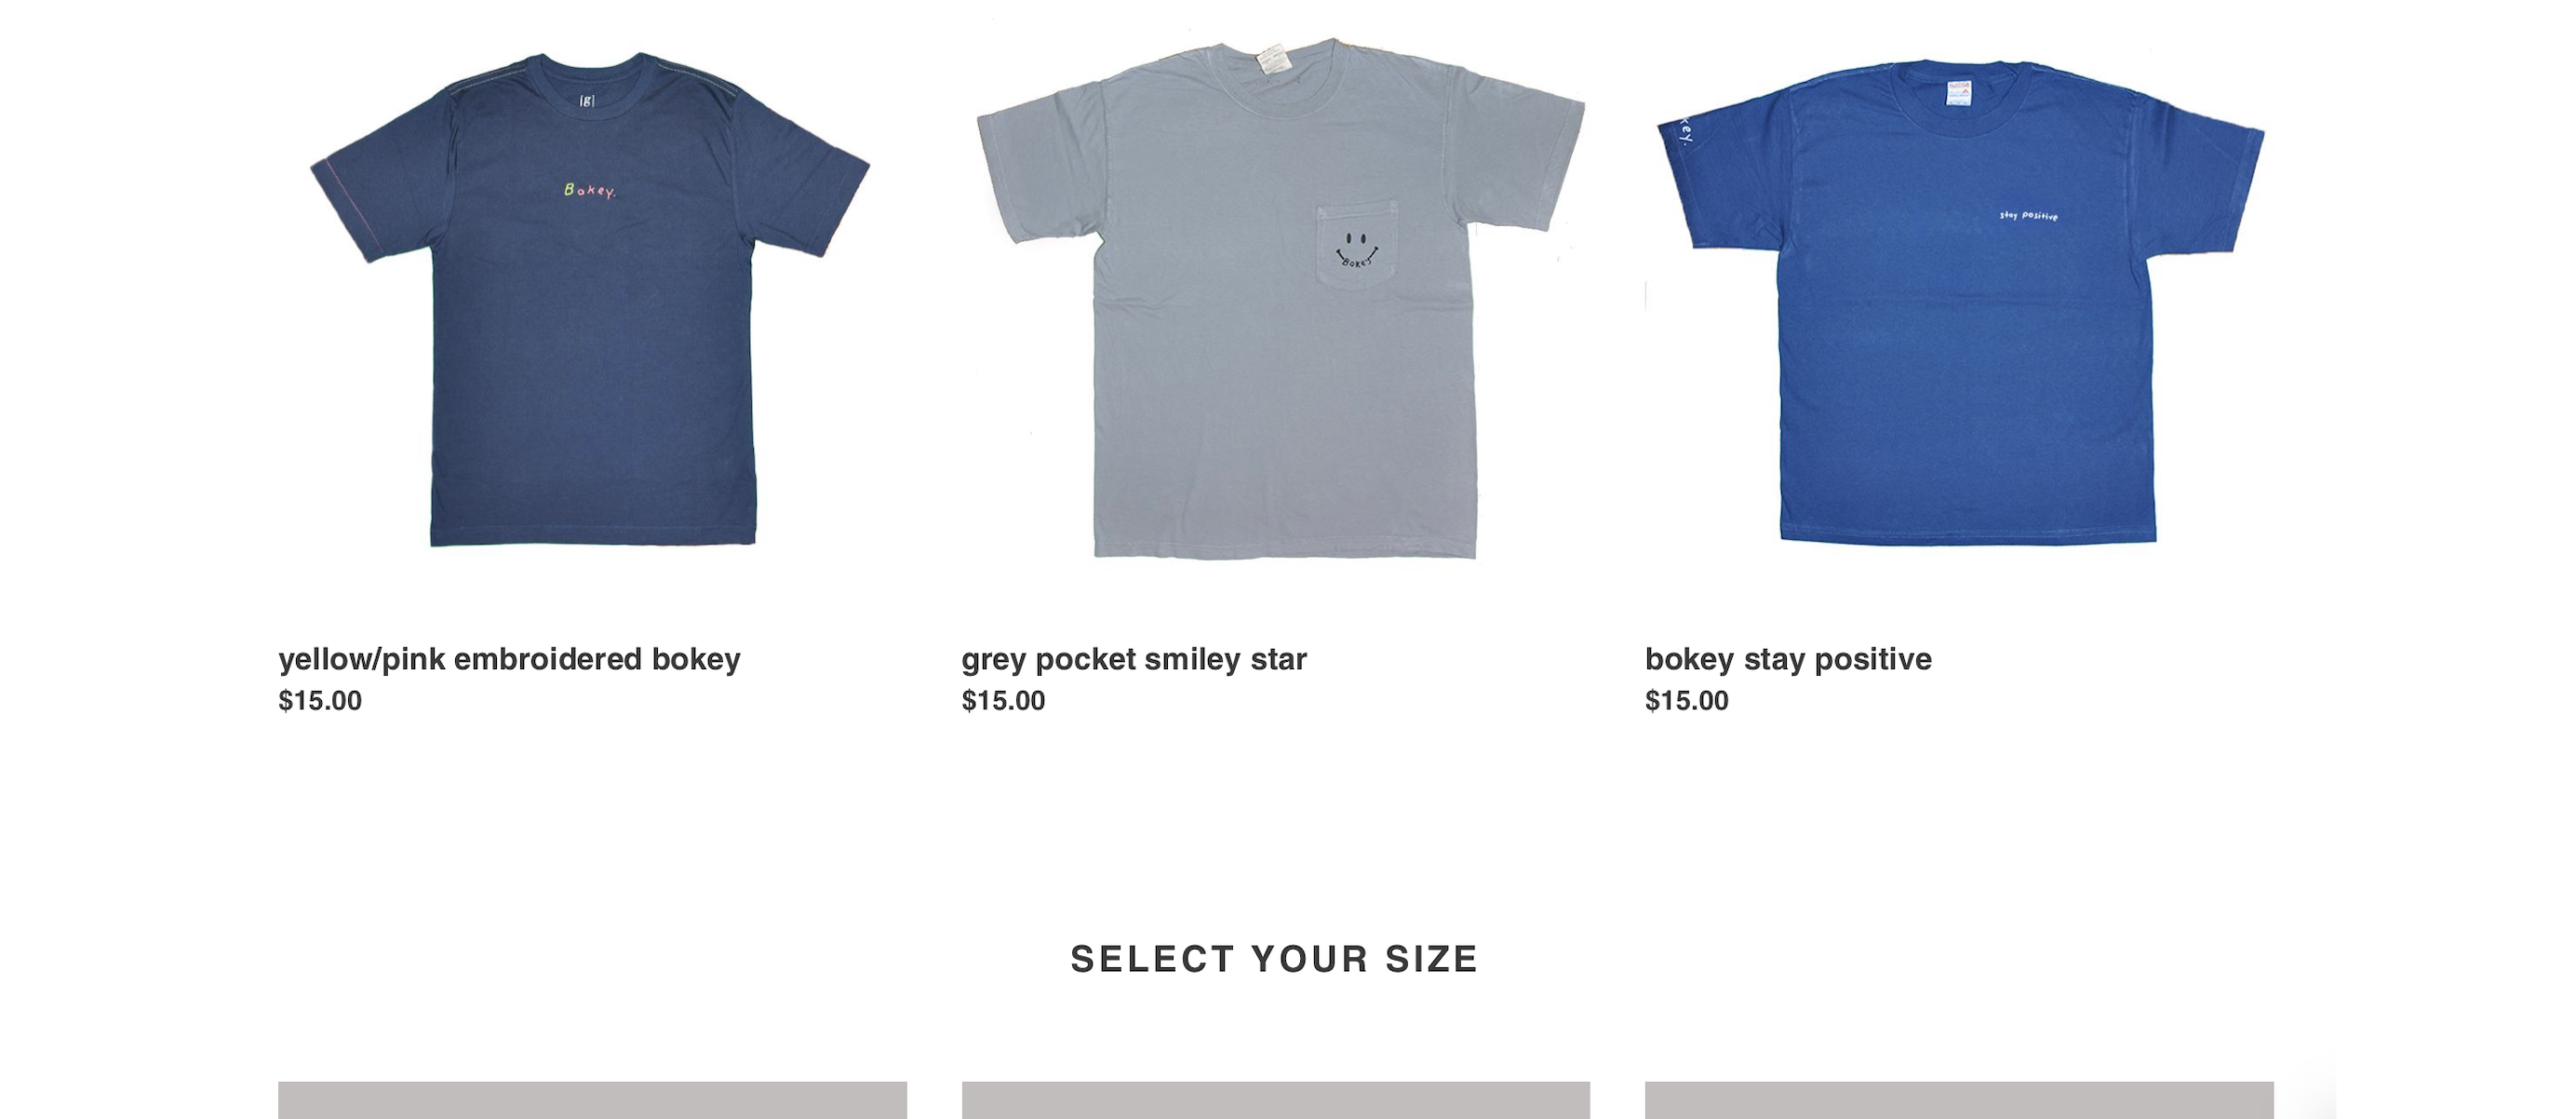 [g]
Bokey.
BOKEY
key.
stay positive
yellow/pink embroidered bokey
$15.00
grey pocket smiley star
$15.00
bokey stay positive
$15.00
SELECT YOUR SIZE